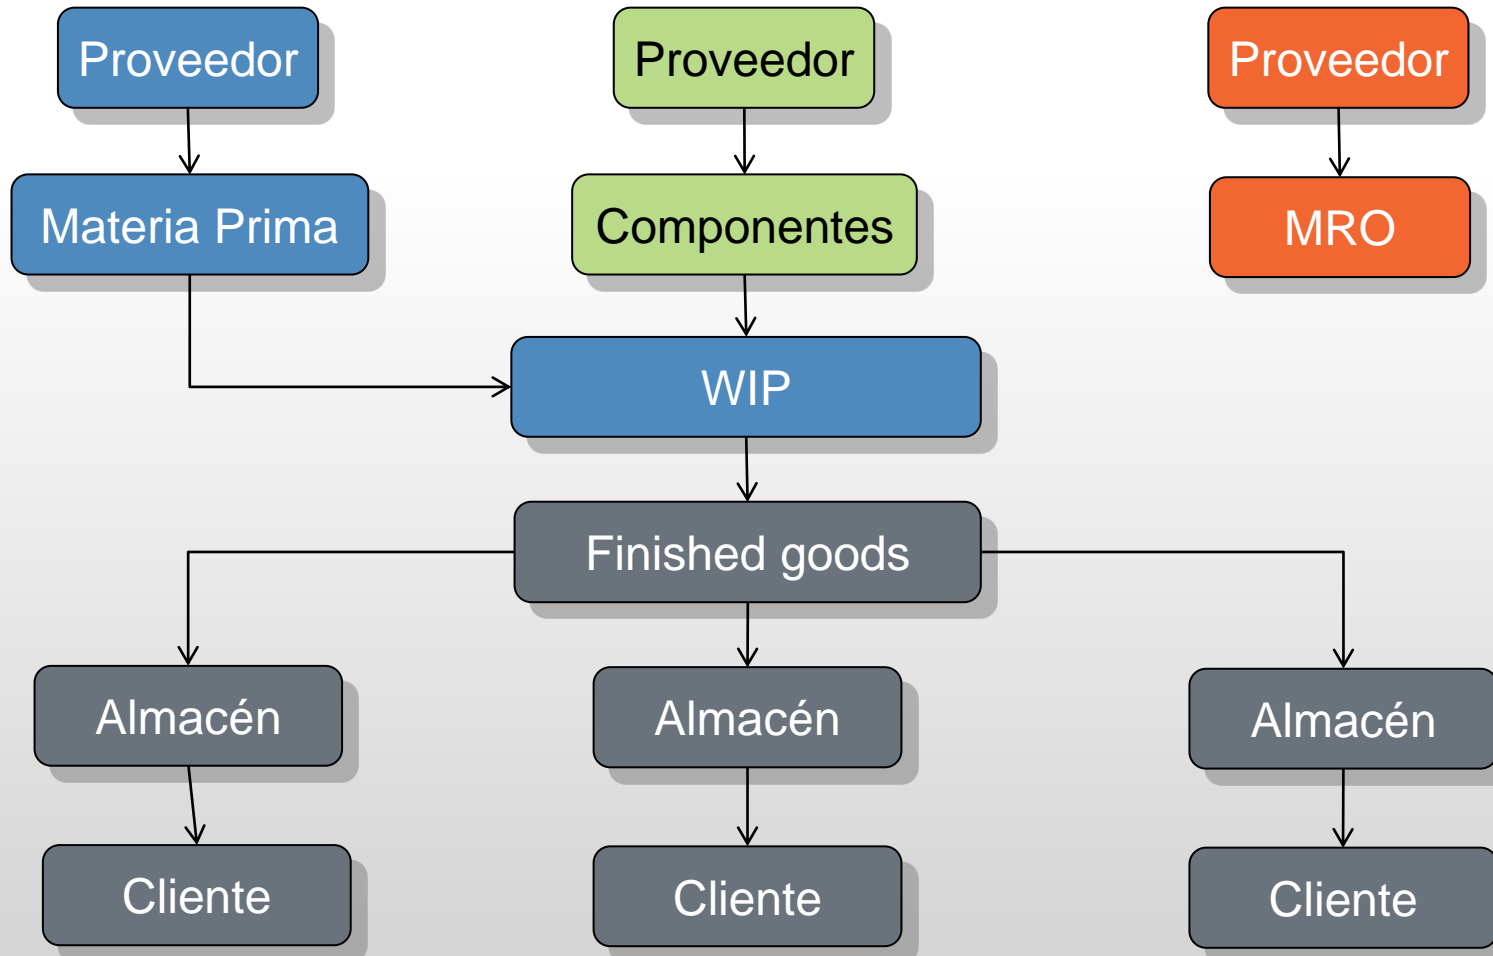 Proveedor
Proveedor
Proveedor
Materia Prima
Componentes
MRO
WIP
Finished goods
Almacén
Almacén
Almacén
Cliente
Cliente
Cliente